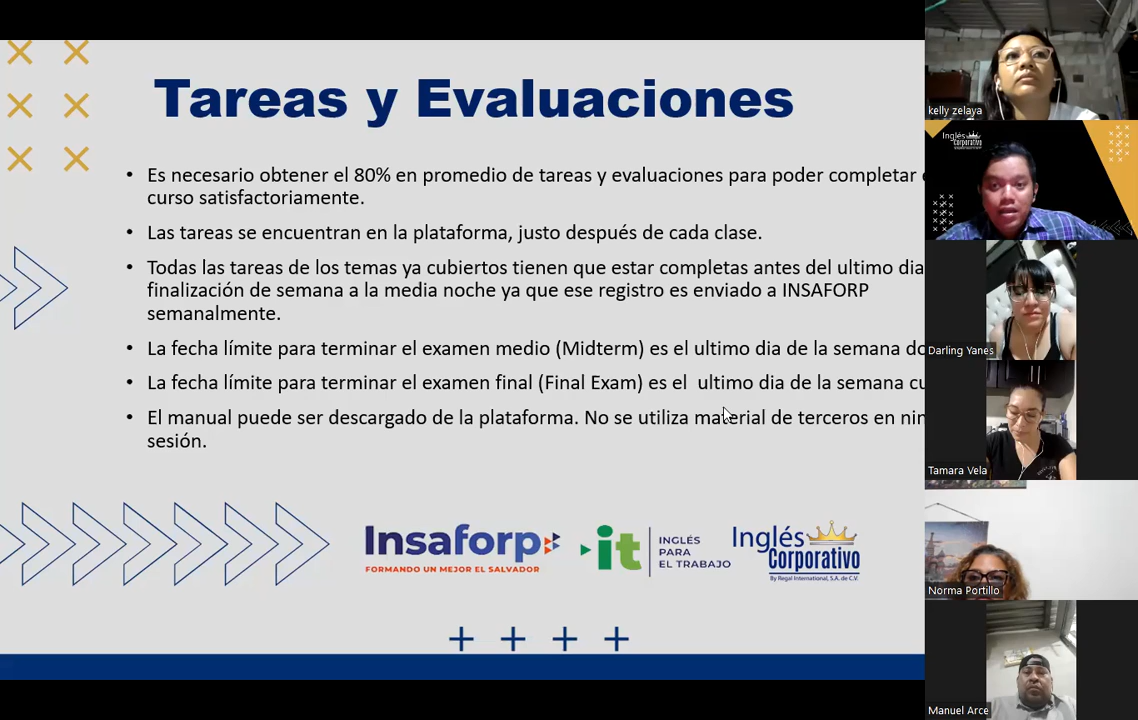 Tareas y Evaluaciones
• Es necesario obtener el 80% en promedio de tareas y evaluaciones para poder completar
curso satisfactoriamente.
• Las tareas se encuentran en la plataforma, justo después de cada clase.
• Todas las tareas de los temas ya cubiertos tienen que estar completas antes del ultimo dia
finalización de semana a la media noche ya que ese registro es enviado a INSAFORP
semanalmente.
• La fecha límite para terminar el examen medio (Midterm) es el ultimo dia de la semana
• La fecha límite para terminar el examen final (Final Exam) es el ultimo dia de la semana
• El manual puede ser descargado de la plataforma. No se utiliza material de terceros en
sesión.
Insaforp
FORMANDO UN MEJOR EL SALVADOR
it
INGLÉS
PARA
EL TRABAJO
Inglés
Corporativo
By Regal International, S.A. de C.V.
kelly zelaya
Inglés
Corporativo
Darling Yanes
Tamara Vela
Norma Portillo
Manuel Arce